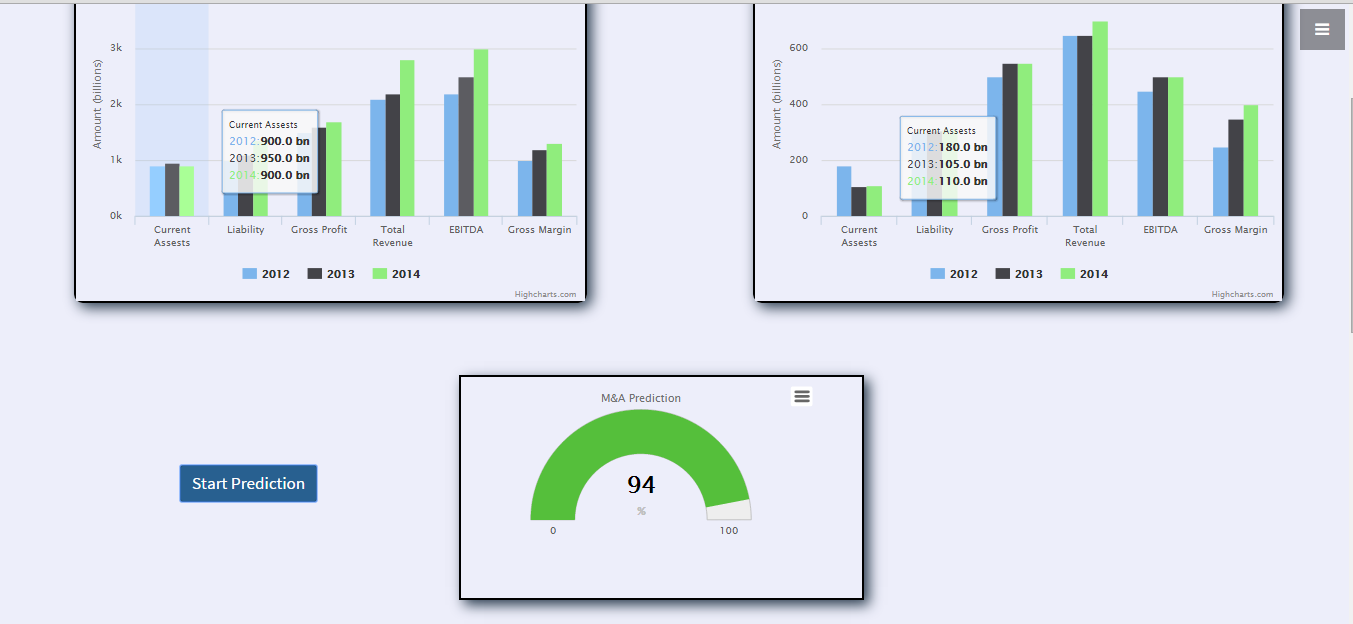 Amount (billions)
3k
2k
1k
0k
Current Assests
2012:900.0 bn
2013:950.0 bn
2014:900.0 bn
Current
Assests
Liability
Gross Profit
Total
Revenue
EBITDA
Gross Margin
2012
2013
2014
Highcharts.com
Amount (billions)
600
400
200
0
Current Assests
2012:180.0 bn
2013:105.0 bn
2014:110.0 bn
Current
Assests
Liability
Gross Profit
Total
Revenue
EBITDA
Gross Margin
2012
2013
2014
Highcharts.com
Start Prediction
M&A Prediction
94
%
0
100